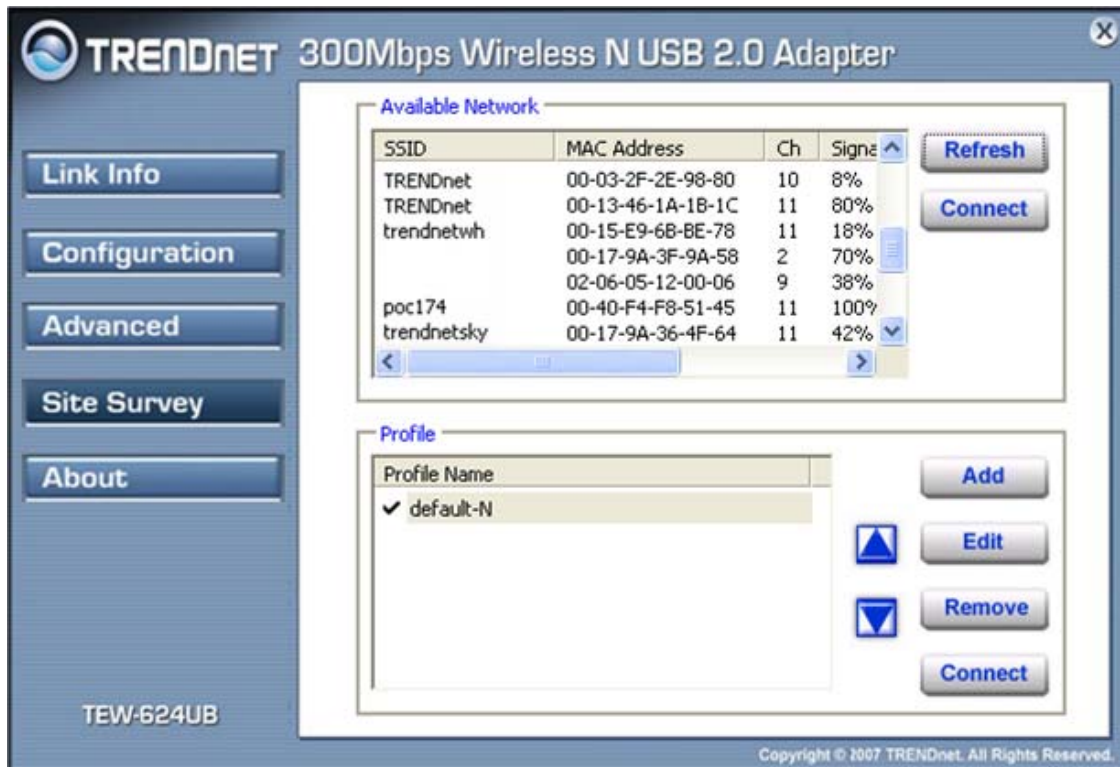 TRENDNET 300Mbps Wireless N USB 2.0 Adapter
Link Info
Configuration
Advanced
Site Survey
About
TEW-624UB
Available Network
SSID MAC Address Ch Signa
TRENDnet 00-03-2F-2E-98-80 10 8%
TRENDnet 00-13-46-1A-1B-1C 11 80%
trendnetwh 00-15-E9-6B-BE-78 11 18%
00-17-9A-3F-9A-58 2 70%
02-06-05-12-00-06 9 38%
poc174 00-40-F4-F8-51-45 11 100%
trendnetsky 00-17-9A-36-4F-64 11 42%
Refresh
Connect
Profile
Profile Name
default-N
Add
Edit
Remove
Connect
Copyright © 2007 TRENDnet. All Rights Reserved.